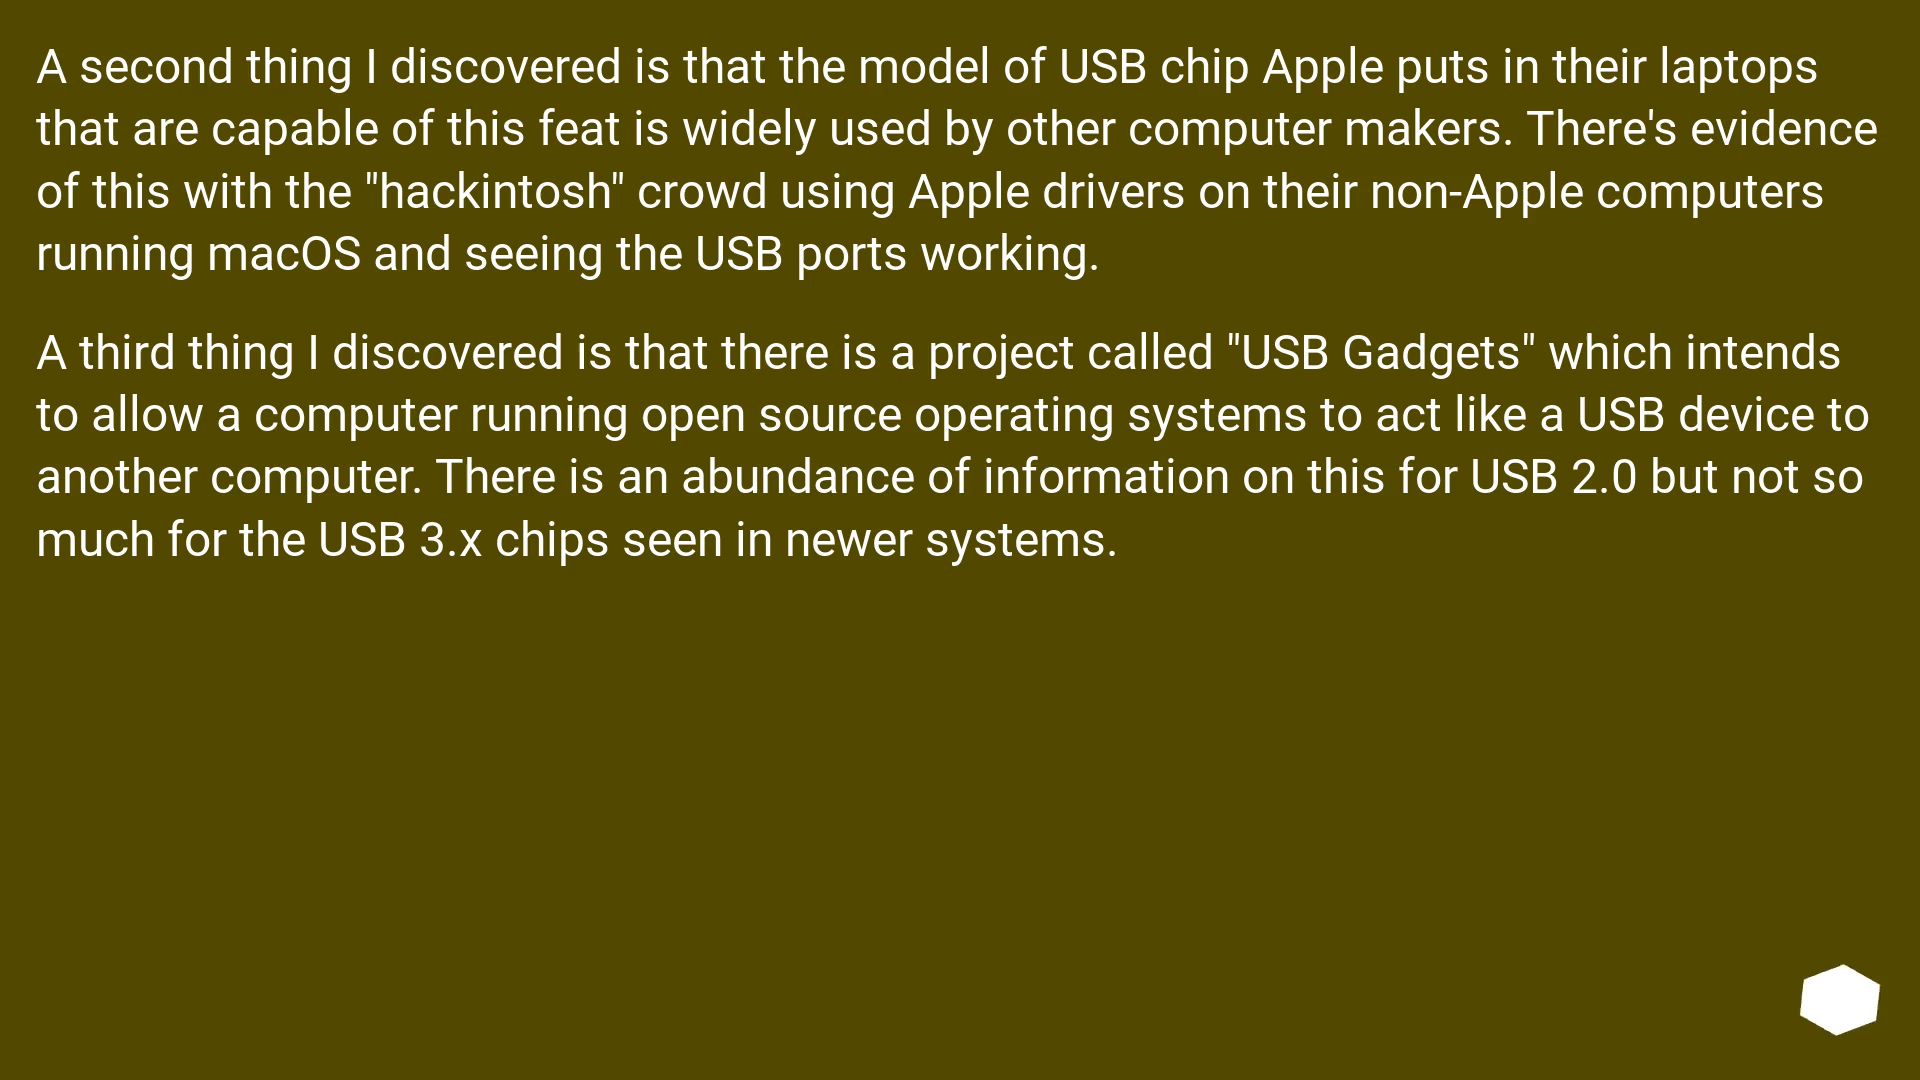 A second thing I discovered is that the model of USB chip Apple puts in their laptops
that are capable of this feat is widely used by other computer makers. There's evidence
of this with the "hackintosh" crowd using Apple drivers on their non-Apple computers
running macOS and seeing the USB ports working.
A third thing I discovered is that there is a project called "USB Gadgets" which intends
to allow a computer running open source operating systems to act like a USB device to
another computer. There is an abundance of information on this for USB 2.0 but not so
much for the USB 3.x chips seen in newer systems.